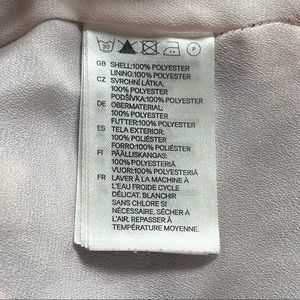 30 P
GB SHELL:100% POLYESTER
LINING:100% POLYESTER
CZ SVRCHNÍ LÁTKA:
100% POLYESTER
PODŠÍVKA:100% POLYESTER
DE OBERMATERIAL:
100% POLYESTER
FUTTER:100% POLYESTER
ES TELA EXTERIOR:
100% POLIÉSTER
FORRO:100% POLIÉSTER
FI PÄÄLLISKANGAS:
100% POLYESTERIÄ
VUORI:100% POLYESTERIÄ
FR LAVER À LA MACHINE À
L'EAU FROIDE CYCLE
DÉLICAT. BLANCHIR
SANS CHLORE SI
NÉCESSAIRE. SÉCHER À
L'AIR. REPASSER À
TEMPÉRATURE MOYENNE.